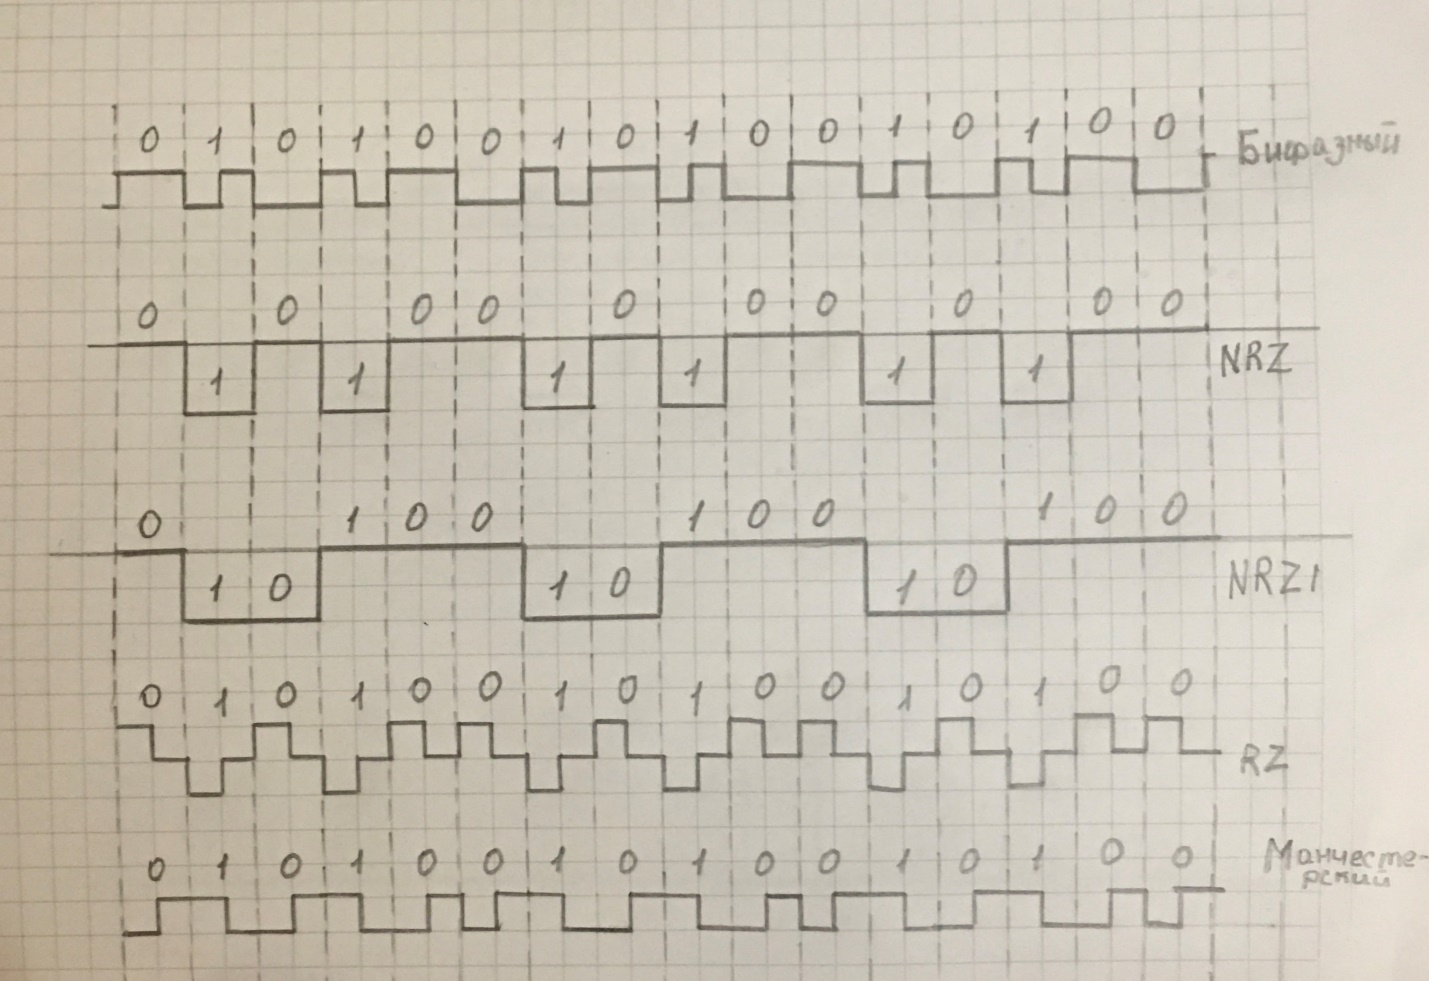 0 1 0 1 0 0 1 0 1 0 0 1 0 1 0 0 Бифазный
0 0 0 0 0 0 0 0 0 0
1 1 1 1 1 1 NRZ
0 1 0 0 1 0 0 1 0 0
1 0 1 0 1 0 NRZI
0 1 0 1 0 0 1 0 1 0 0 1 0 1 0 0
RZ
0 1 0 1 0 0 1 0 1 0 0 1 0 1 0 0 Манчесте-
рский